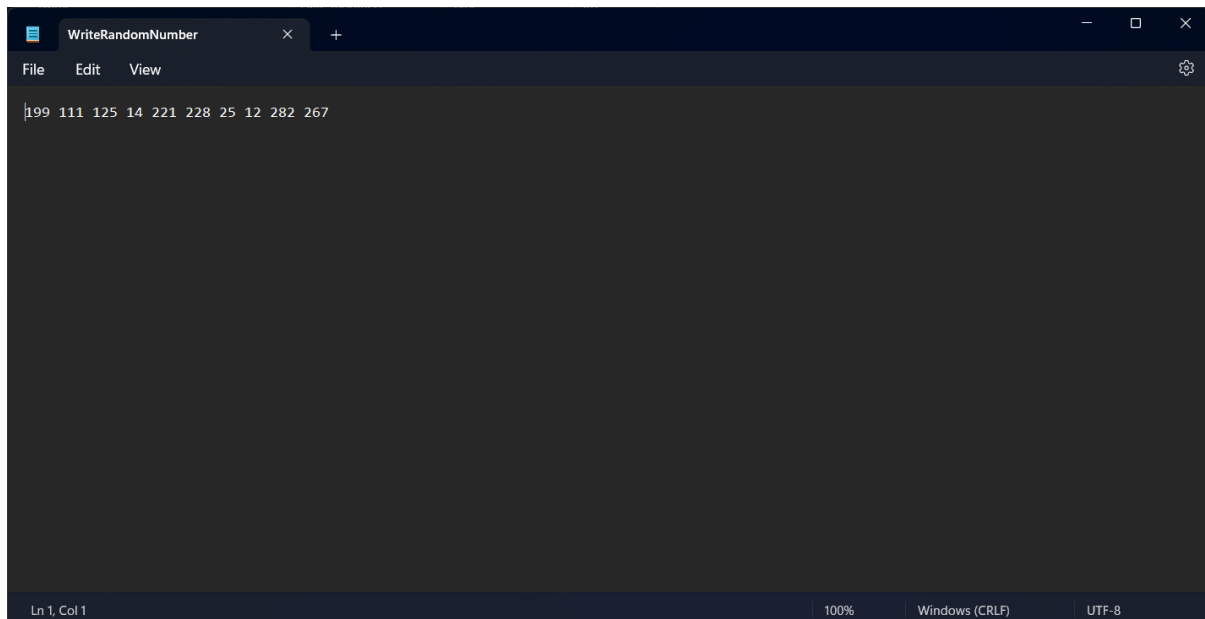 WriteRandomNumber
File Edit View
199 111 125 14 221 228 25 12 282 267
Ln 1, Col 1 100% Windows (CRLF) UTF-8